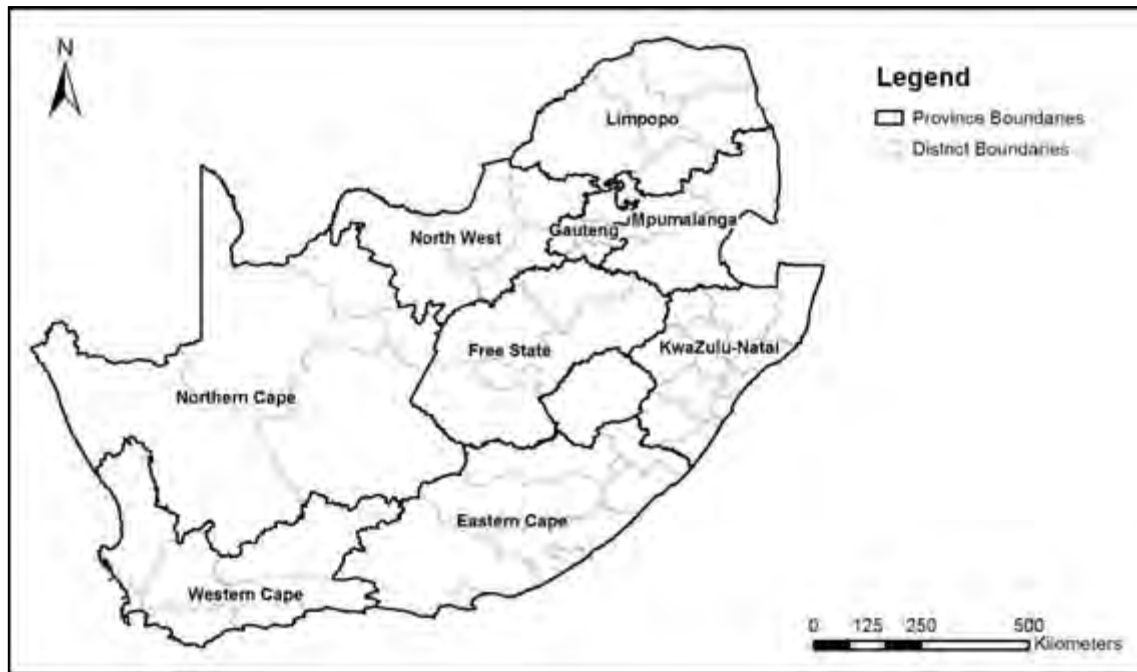 N
Legend
Province Boundaries
District Boundaries
Limpopo
North West
Gauteng
Mpumalanga
Free State
KwaZulu-Natal
Northern Cape
Eastern Cape
Western Cape
0 125 250 500
Kilometers